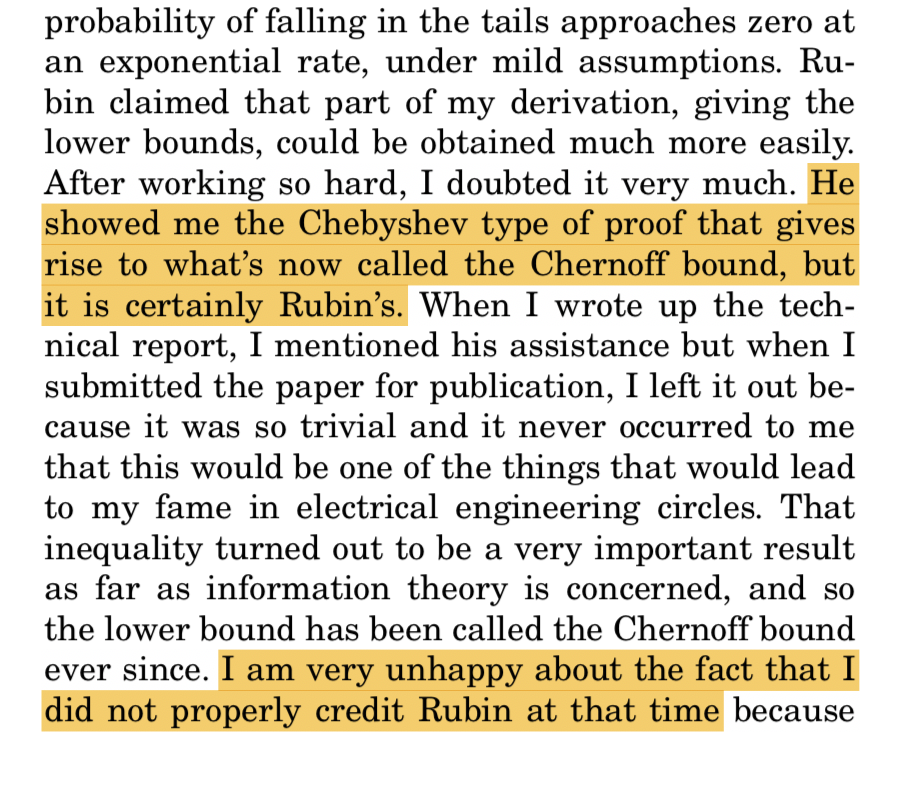 probability of falling in the tails approaches zero at
an exponential rate, under mild assumptions. Ru-
bin claimed that part of my derivation, giving the
lower bounds, could be obtained much more easily.
After working so hard, I doubted it very much. He
showed me the Chebyshev type of proof that gives
rise to what’s now called the Chernoff bound, but
it is certainly Rubin’s. When I wrote up the tech-
nical report, I mentioned his assistance but when I
submitted the paper for publication, I left it out be-
cause it was so trivial and it never occurred to me
that this would be one of the things that would lead
to my fame in electrical engineering circles. That
inequality turned out to be a very important result
as far as information theory is concerned, and so
the lower bound has been called the Chernoff bound
ever since. I am very unhappy about the fact that I
did not properly credit Rubin at that time because